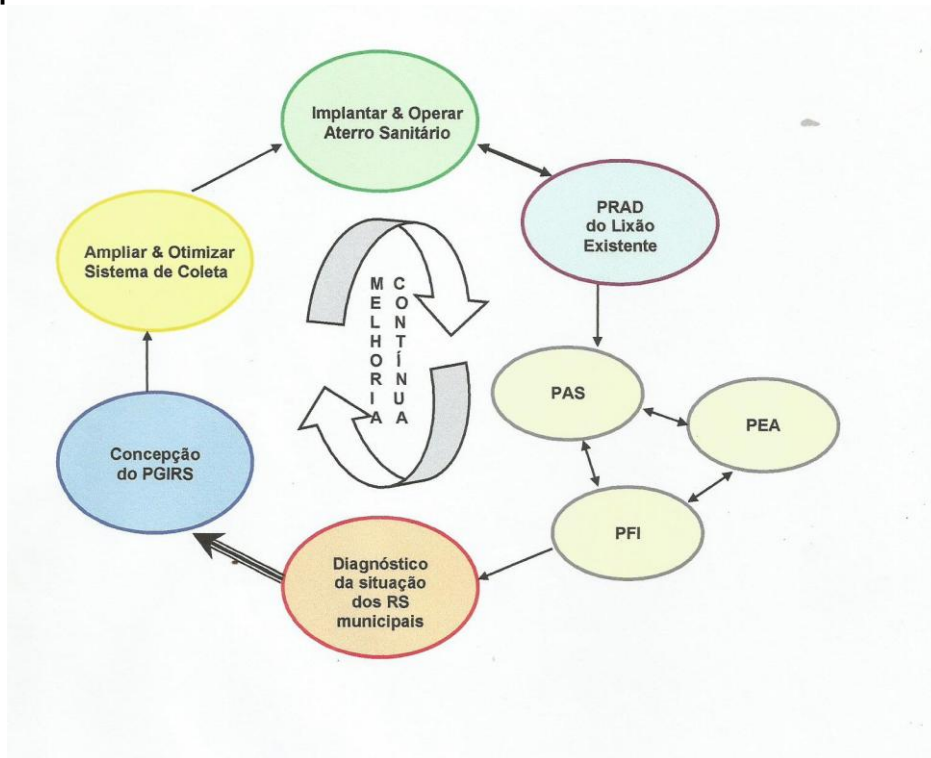 Implantar & Operar
Aterro Sanitário
PRAD
do Lixão
Existente
Ampliar & Otimizar
Sistema de Coleta
MELHORIA
CONTÍNUA
PAS
PEA
Concepção
do PGIRS
PFI
Diagnóstico
da situação
dos RS
municipais